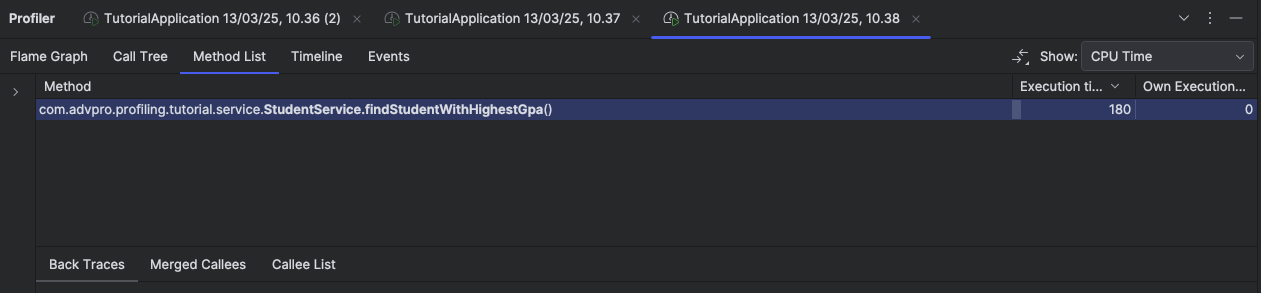 Profiler TutorialApplication 13/03/25, 10.36 (2) TutorialApplication 13/03/25, 10.37 TutorialApplication 13/03/25, 10.38
Flame Graph Call Tree Method List Timeline Events Show: CPU Time
Method Execution ti... Own Execution...
com.advpro.profiling.tutorial.service.StudentService.findStudentWithHighestGpa() 180 0
Back Traces Merged Callees Callee List